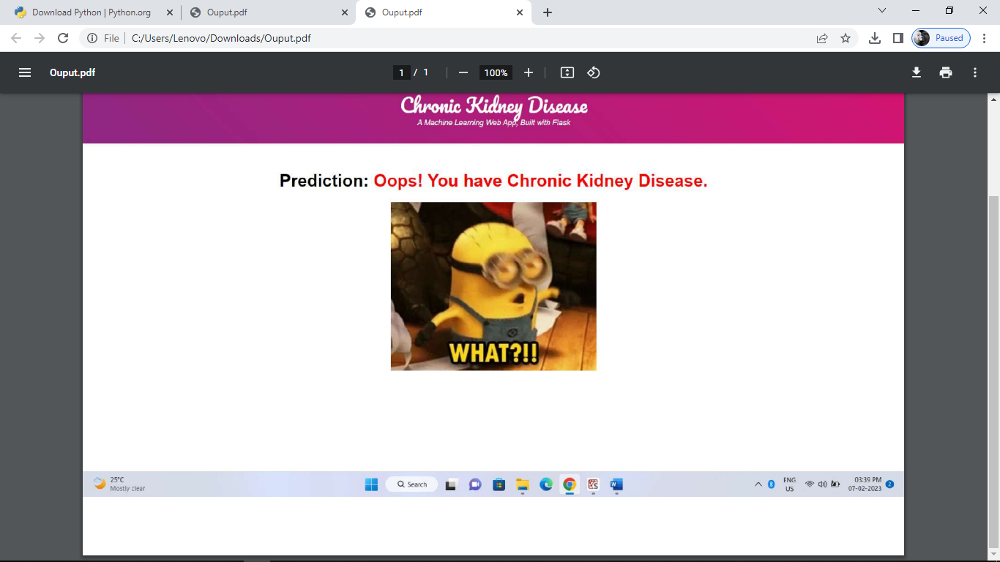 Download Python | Python.org
Ouput.pdf
Ouput.pdf
File
C:/Users/Lenovo/Downloads/Ouput.pdf
Paused
Ouput.pdf
1 / 1
100%
Chronic Kidney Disease
A Machine Learning Web App, Built with Flask
Prediction: Oops! You have Chronic Kidney Disease.
WHAT?!!
25°C
Mostly clear
Search
ENG
US
03:39 PM
07-02-2023
2